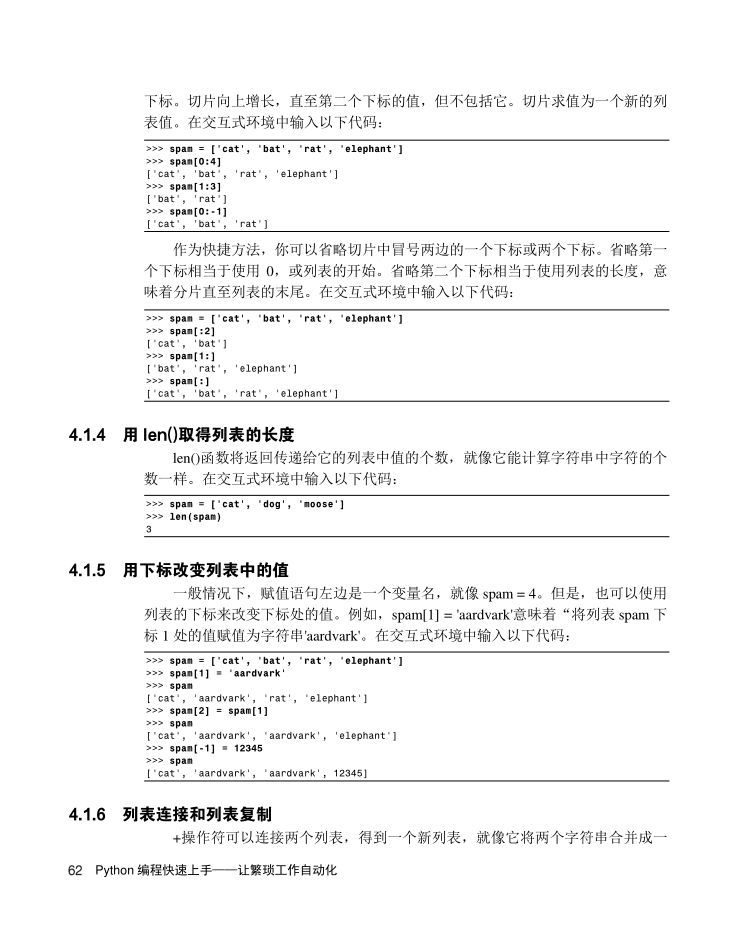 下标。切片向上增长，直至第二个下标的值，但不包括它。切片求值为一个新的列
表值。在交互式环境中输入以下代码：
>>> spam = ['cat', 'bat', 'rat', 'elephant']
>>> spam[0:4]
['cat', 'bat', 'rat', 'elephant']
>>> spam[1:3]
['bat', 'rat']
>>> spam[0:-1]
['cat', 'bat', 'rat']
作为快捷方法，你可以省略切片中冒号两边的一个下标或两个下标。省略第一
个下标相当于使用 0，或列表的开始。省略第二个下标相当于使用列表的长度，意
味着分片直至列表的末尾。在交互式环境中输入以下代码：
>>> spam = ['cat', 'bat', 'rat', 'elephant']
>>> spam[:2]
['cat', 'bat']
>>> spam[1:]
['bat', 'rat', 'elephant']
>>> spam[:]
['cat', 'bat', 'rat', 'elephant']
4.1.4 用 len()取得列表的长度
len()函数将返回传递给它的列表中值的个数，就像它能计算字符串中字符的个
数一样。在交互式环境中输入以下代码：
>>> spam = ['cat', 'dog', 'moose']
>>> len(spam)
3
4.1.5 用下标改变列表中的值
一般情况下，赋值语句左边是一个变量名，就像 spam = 4。但是，也可以使用
列表的下标来改变下标处的值。例如，spam[1] = 'aardvark'意味着“将列表 spam 下
标 1 处的值赋值为字符串'aardvark'。在交互式环境中输入以下代码：
>>> spam = ['cat', 'bat', 'rat', 'elephant']
>>> spam[1] = 'aardvark'
>>> spam
['cat', 'aardvark', 'rat', 'elephant']
>>> spam[2] = spam[1]
>>> spam
['cat', 'aardvark', 'aardvark', 'elephant']
>>> spam[-1] = 12345
>>> spam
['cat', 'aardvark', 'aardvark', 12345]
4.1.6 列表连接和列表复制
+操作符可以连接两个列表，得到一个新列表，就像它将两个字符串合并成一
62 Python 编程快速上手——让繁琐工作自动化